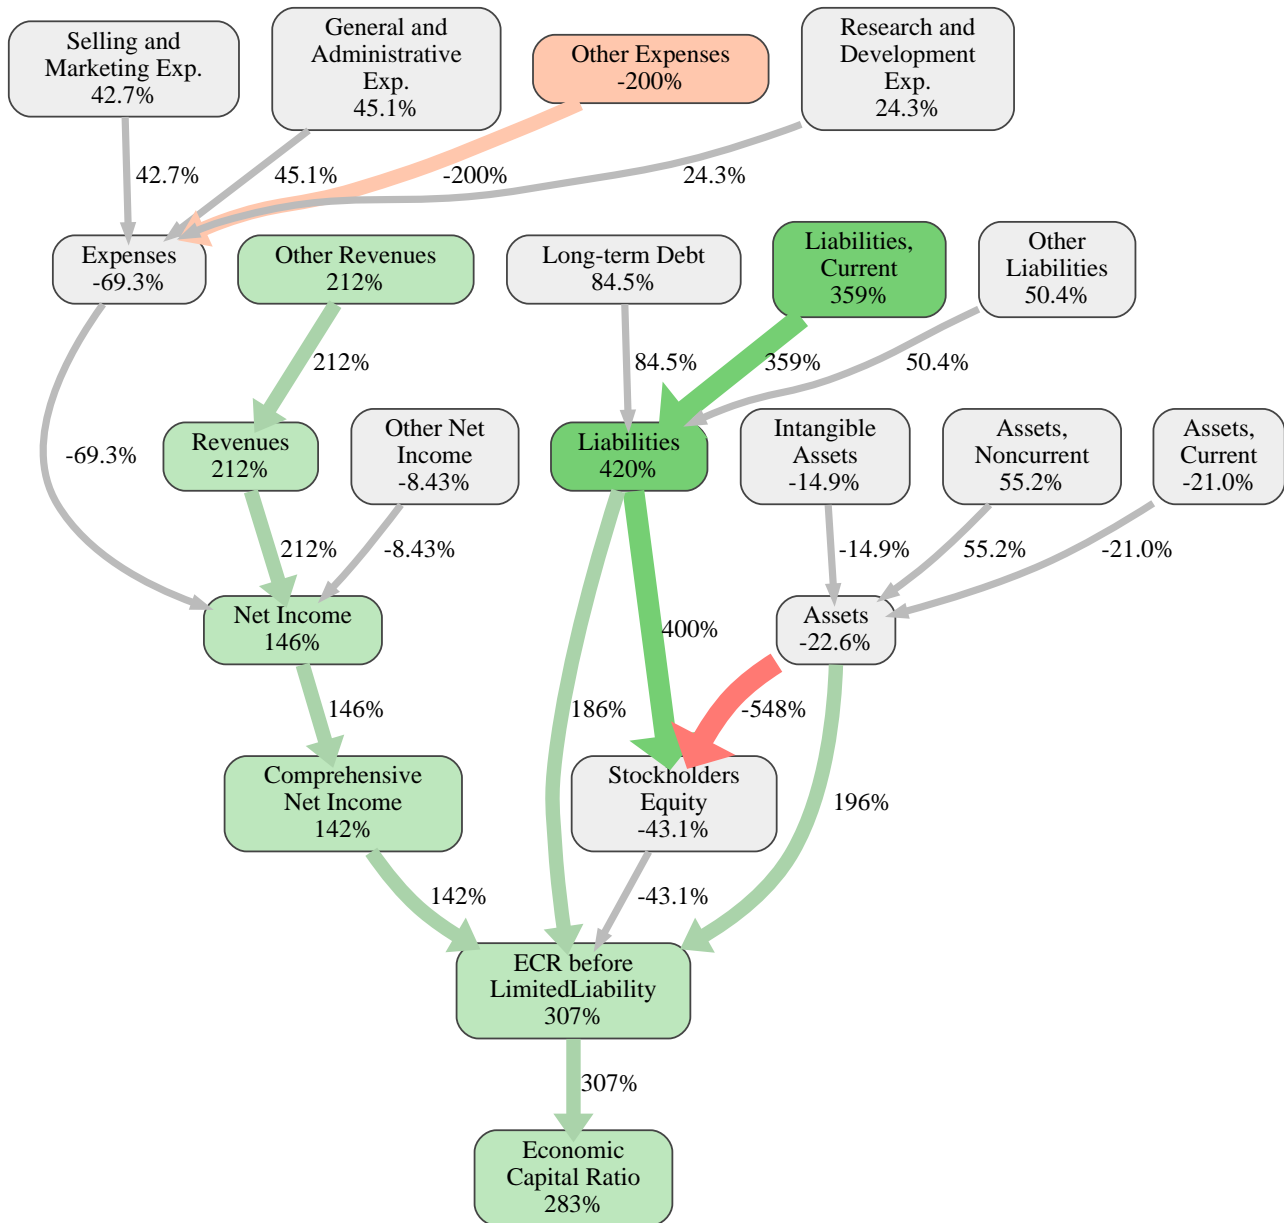 Selling and
Marketing Exp.
42.7%
General and
Administrative
Exp.
45.1%
Other Expenses
-200%
Research and
Development
Exp.
24.3%
42.7%
45.1%
-200%
24.3%
Expenses
-69.3%
Other Revenues
212%
Long-term Debt
84.5%
Liabilities,
Current
359%
Other
Liabilities
50.4%
212%
84.5%
359%
50.4%
-69.3%
Revenues
212%
Other Net
Income
-8.43%
Liabilities
420%
Intangible
Assets
-14.9%
Assets,
Noncurrent
55.2%
Assets,
Current
-21.0%
212%
-8.43%
-14.9%
55.2%
-21.0%
Net Income
146%
400%
Assets
-22.6%
146%
186%
-548%
Comprehensive
Net Income
142%
Stockholders
Equity
-43.1%
196%
142%
-43.1%
ECR before
LimitedLiability
307%
307%
Economic
Capital Ratio
283%